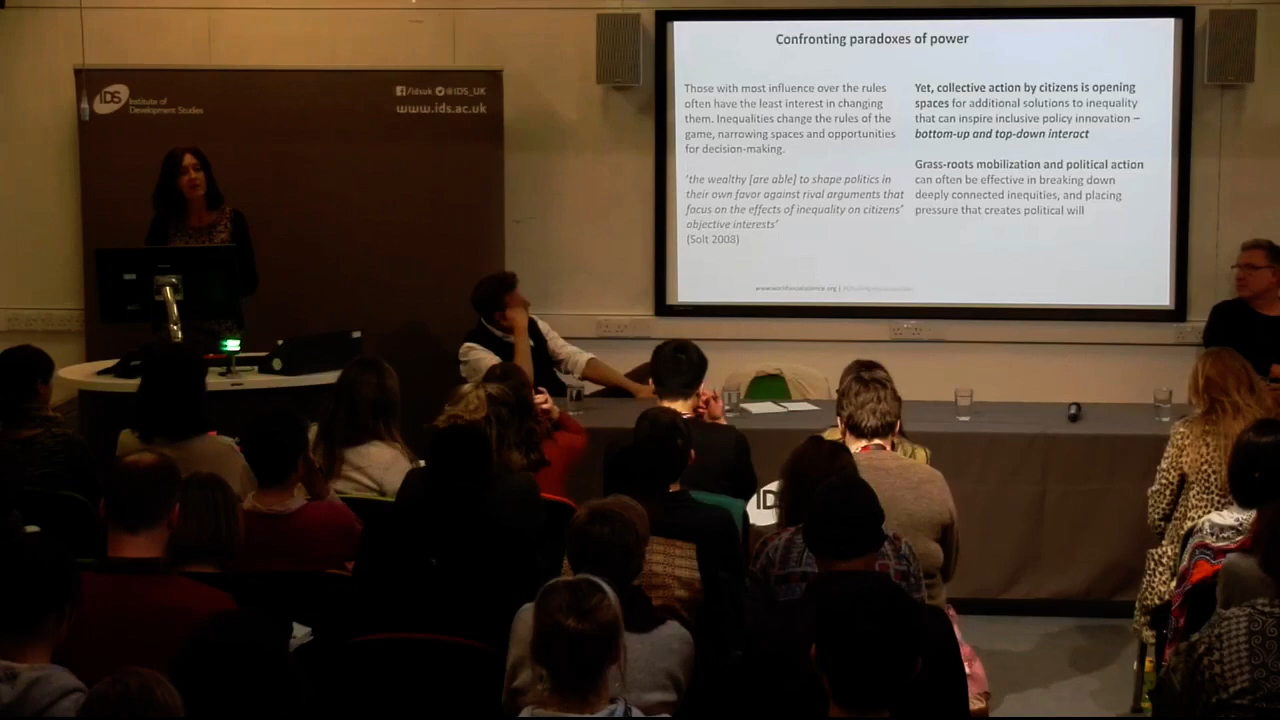 IDS Institute of
Development Studies
/idsuk @IDS_UK
www.ids.ac.uk
Confronting paradoxes of power
Those with most influence over the rules
often have the least interest in changing
them. Inequalities change the rules of the
game, narrowing spaces and opportunities
for decision-making.
‘the wealthy [are able] to shape politics in
their own favor against rival arguments that
focus on the effects of inequality on citizens’
objective interests’
(Solt 2008)
Yet, collective action by citizens is opening
spaces for additional solutions to inequality
that can inspire inclusive policy innovation –
bottom-up and top-down interact
Grass-roots mobilization and political action
can often be effective in breaking down
deeply connected inequities, and placing
pressure that creates political will
ID